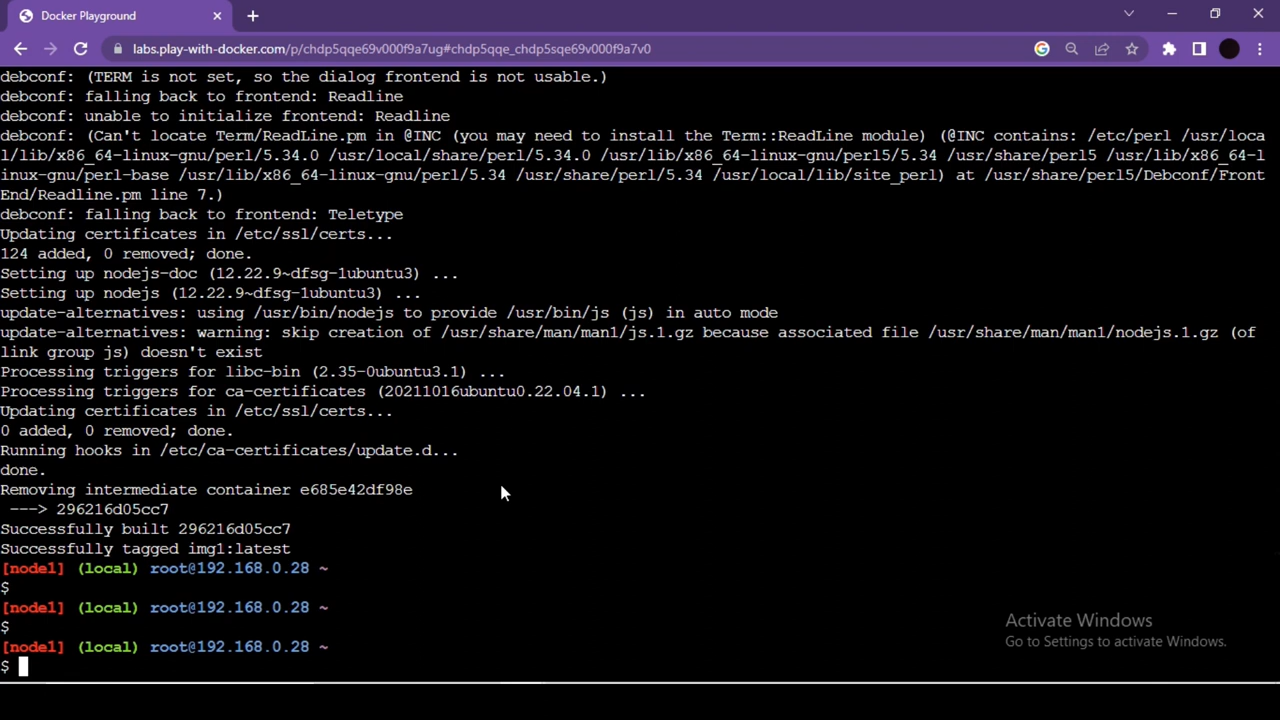 Docker Playground
labs.play-with-docker.com/p/chdp5qqe69v000f9a7ug#chdp5qqe_chdp5sqe69v000f9a7v0
debconf: (TERM is not set, so the dialog frontend is not usable.)
debconf: falling back to frontend: Readline
debconf: unable to initialize frontend: Readline
debconf: (Can't locate Term/ReadLine.pm in @INC (you may need to install the Term::ReadLine module) (@INC contains: /etc/perl /usr/loca
l/lib/x86_64-linux-gnu/perl/5.34.0 /usr/local/share/perl/5.34.0 /usr/lib/x86_64-linux-gnu/perl5/5.34 /usr/share/perl5 /usr/lib/x86_64-l
inux-gnu/perl-base /usr/lib/x86_64-linux-gnu/perl/5.34 /usr/share/perl/5.34 /usr/local/lib/site_perl) at /usr/share/perl5/Debconf/Front
End/Readline.pm line 7.)
debconf: falling back to frontend: Teletype
Updating certificates in /etc/ssl/certs...
124 added, 0 removed; done.
Setting up nodejs-doc (12.22.9~dfsg-1ubuntu3) ...
Setting up nodejs (12.22.9~dfsg-1ubuntu3) ...
update-alternatives: using /usr/bin/nodejs to provide /usr/bin/js (js) in auto mode
update-alternatives: warning: skip creation of /usr/share/man/man1/js.1.gz because associated file /usr/share/man/man1/nodejs.1.gz (of
link group js) doesn't exist
Processing triggers for libc-bin (2.35-0ubuntu3.1) ...
Processing triggers for ca-certificates (20211016ubuntu0.22.04.1) ...
Updating certificates in /etc/ssl/certs...
0 added, 0 removed; done.
Running hooks in /etc/ca-certificates/update.d...
done.
Removing intermediate container e685e42df98e
---> 296216d05cc7
Successfully built 296216d05cc7
Successfully tagged img1:latest
[node1] (local) root@192.168.0.28 ~
$
[node1] (local) root@192.168.0.28 ~
$
[node1] (local) root@192.168.0.28 ~
$
Activate Windows
Go to Settings to activate Windows.